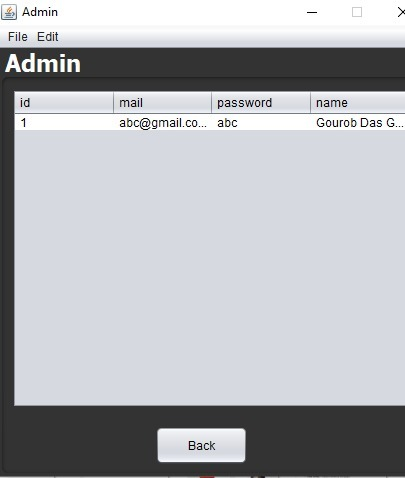 Admin
File Edit
Admin
id mail password name
1 abc@gmail.co... abc Gourob Das G...
Back